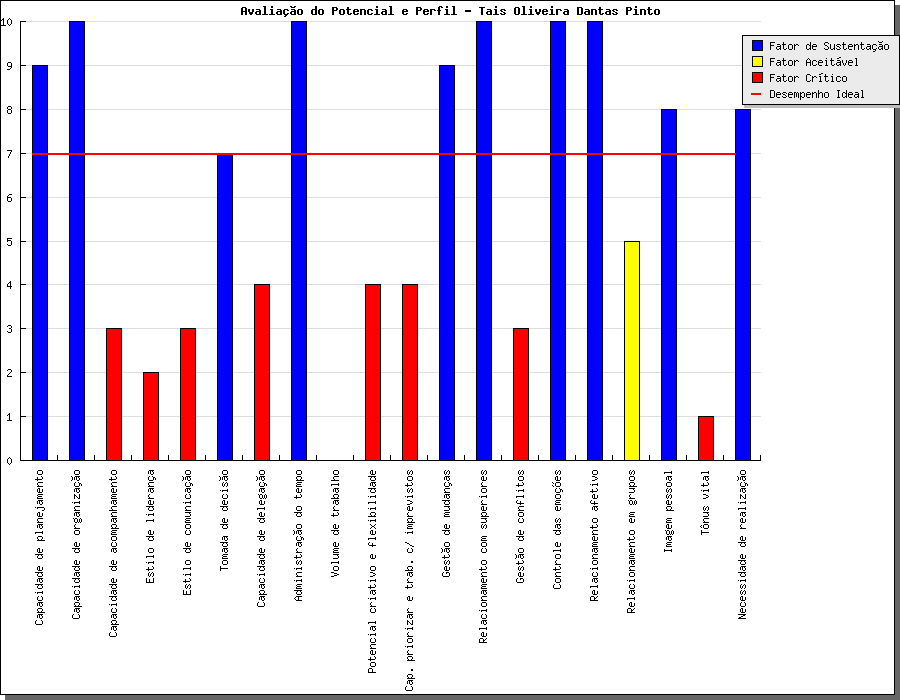 Avaliação do Potencial e Perfil - Tais Oliveira Dantas Pinto
Fator de Sustentação
Fator Aceitável
Fator Crítico
Desempenho Ideal
10
9
8
7
6
5
4
3
2
1
0
Capacidade de planejamento
Capacidade de organização
Capacidade de acompanhamento
Estilo de liderança
Estilo de comunicação
Tomada de decisão
Capacidade de delegação
Administração do tempo
Volume de trabalho
Potencial criativo e flexibilidade
Cap. priorizar e trab. c/ imprevistos
Gestão de mudanças
Relacionamento com superiores
Gestão de conflitos
Controle das emoções
Relacionamento afetivo
Relacionamento em grupos
Imagem pessoal
Tônus vital
Necessidade de realização